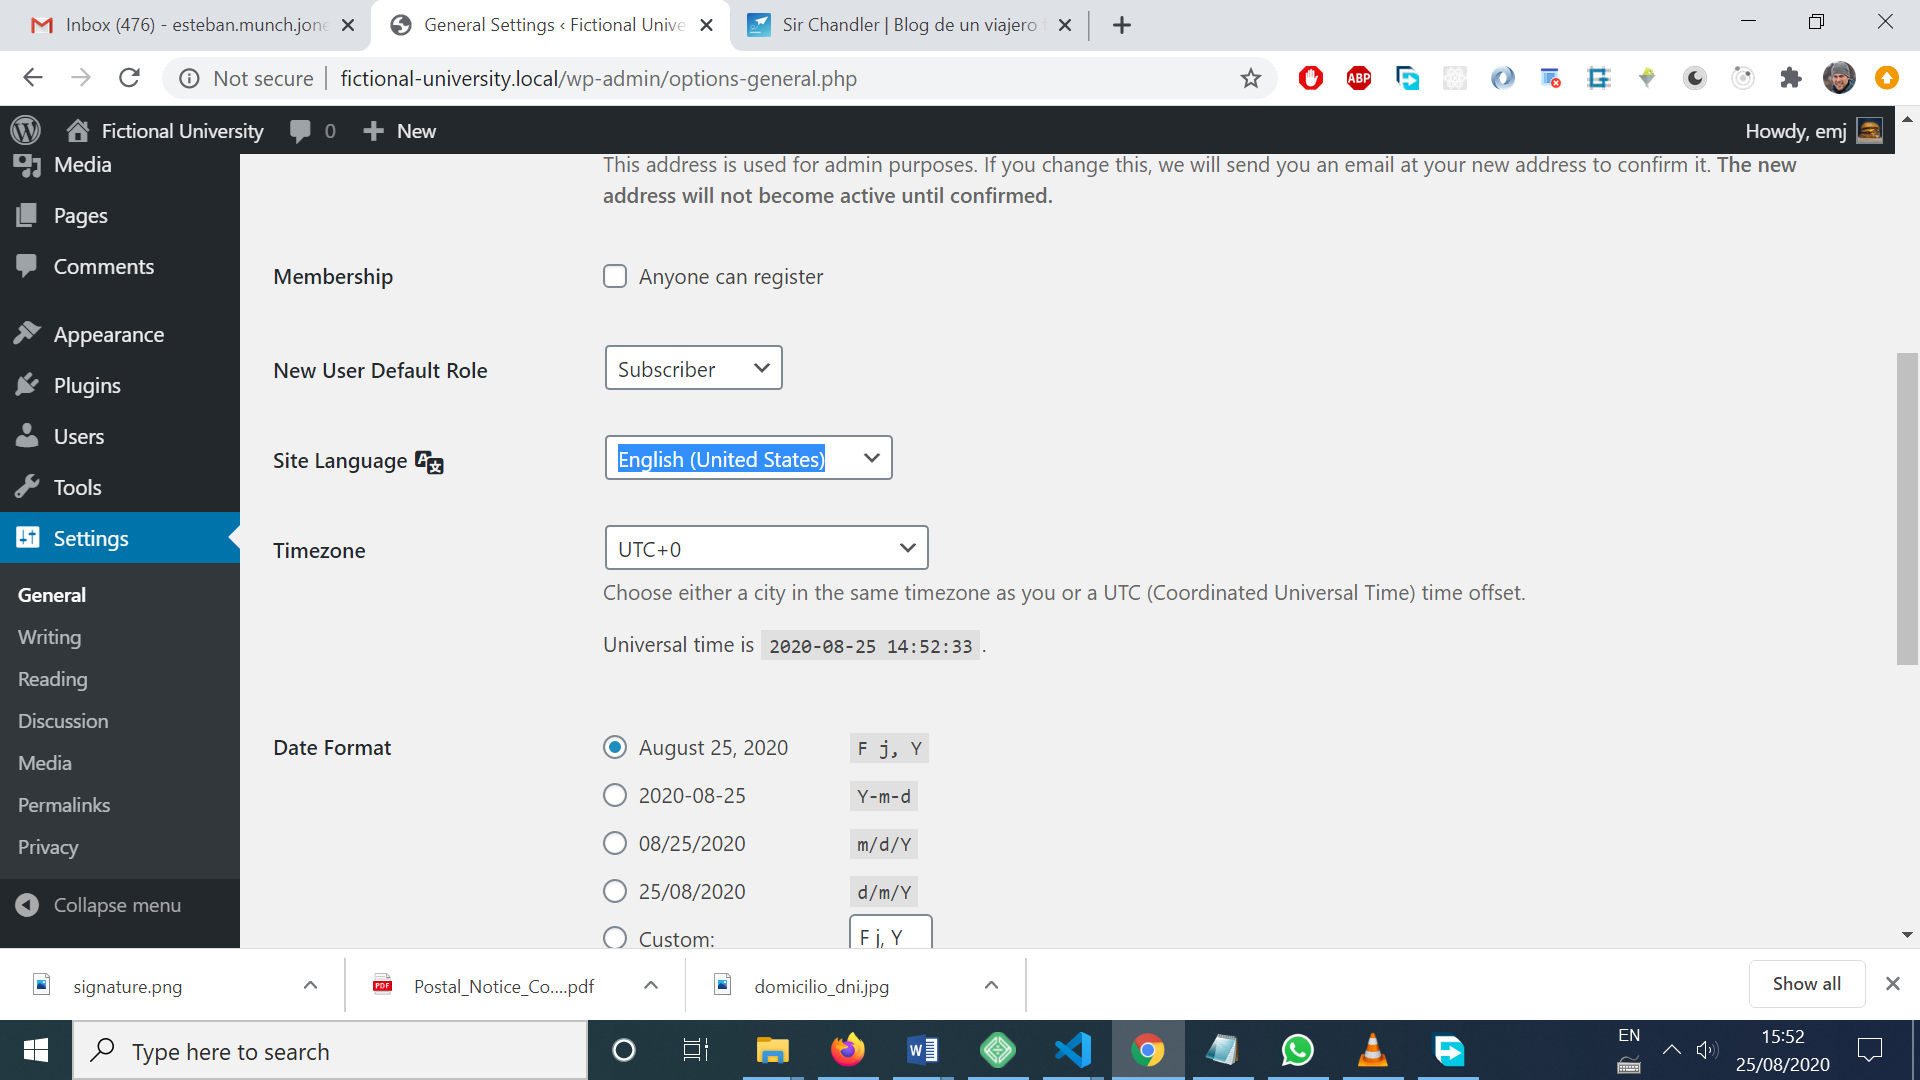 Inbox (476) - esteban.munch.jone
General Settings ‹ Fictional Unive
Sir Chandler | Blog de un viajero
Not secure
fictional-university.local/wp-admin/options-general.php
ABP
Fictional University
0
New
Howdy, emj
Media
Pages
Comments
Appearance
Plugins
Users
Tools
Settings
General
Writing
Reading
Discussion
Media
Permalinks
Privacy
Collapse menu
This address is used for admin purposes. If you change this, we will send you an email at your new address to confirm it. The new
address will not become active until confirmed.
Membership
Anyone can register
New User Default Role
Subscriber
Site Language
English (United States)
Timezone
UTC+0
Choose either a city in the same timezone as you or a UTC (Coordinated Universal Time) time offset.
Universal time is 2020-08-25 14:52:33 .
Date Format
August 25, 2020 F j, Y
2020-08-25 Y-m-d
08/25/2020 m/d/Y
25/08/2020 d/m/Y
Custom: F j, Y
signature.png
PDF
Postal_Notice_Co....pdf
domicilio_dni.jpg
Show all
Type here to search
EN
15:52
25/08/2020